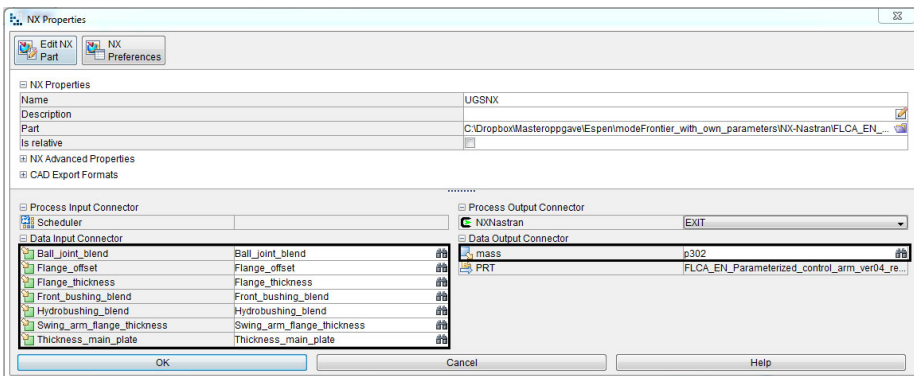 NX Properties
Edit NX Part
NX Preferences
NX Properties
Name UGSNX
Description
Part C:\Dropbox\Masteroppgave\Espen\modeFrontier_with_own_parameters\NX-Nastran\FLCA_EN_...
Is relative
NX Advanced Properties
CAD Export Formats
Process Input Connector
Scheduler
Data Input Connector
Ball_joint_blend Ball_joint_blend
Flange_offset Flange_offset
Flange_thickness Flange_thickness
Front_bushing_blend Front_bushing_blend
Hydrobushing_blend Hydrobushing_blend
Swing_arm_flange_thickness Swing_arm_flange_thickness
Thickness_main_plate Thickness_main_plate
Process Output Connector
NXNastran EXIT
Data Output Connector
mass p302
PRT FLCA_EN_Parameterized_control_arm_ver04_re...
OK Cancel Help